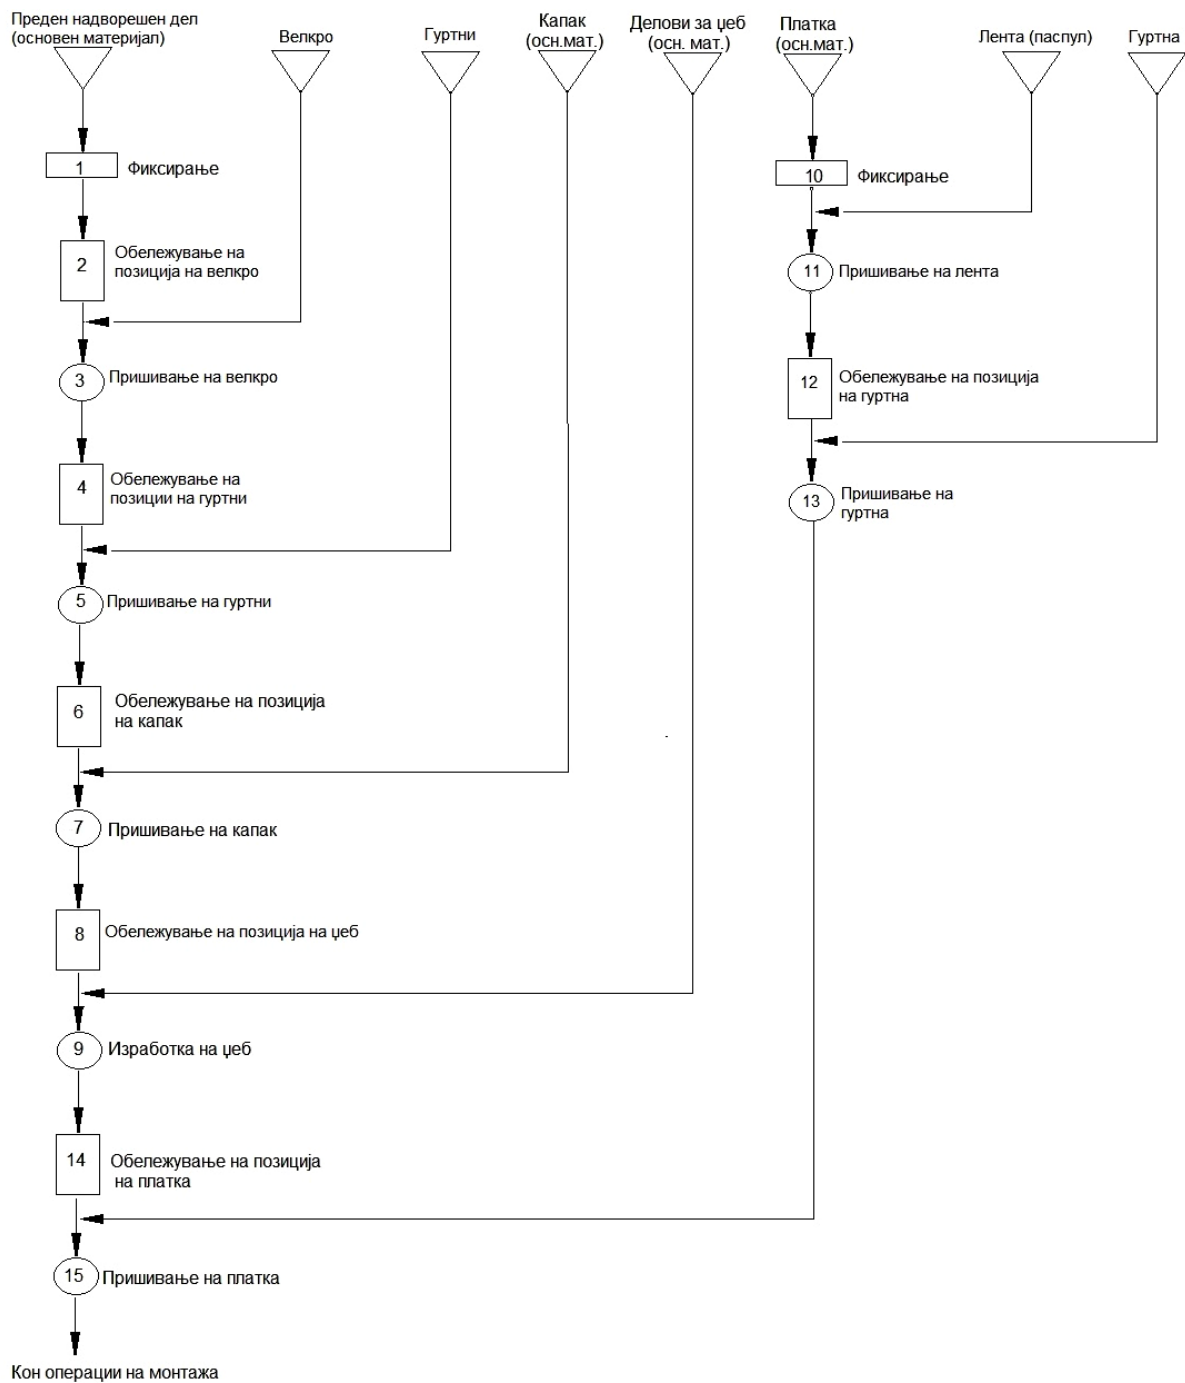 Преден надворешен дел
(основен материјал)
Велкро
Гуртни
Капак
(осн.мат.)
Делови за џеб
(осн. мат.)
Платка
(осн.мат.)
Лента (паспул)
Гуртна
1
Фиксирање
2
Обележување на
позиција на велкро
3
Пришивање на велкро
4
Обележување на
позиции на гуртни
5
Пришивање на гуртни
6
Обележување на позиција
на капак
7
Пришивање на капак
8
Обележување на позиција на џеб
9
Изработка на џеб
10
Фиксирање
11
Пришивање на лента
12
Обележување на позиција
на гуртна
13
Пришивање на
гуртна
14
Обележување на позиција
на платка
15
Пришивање на платка
Кон операции на монтажа